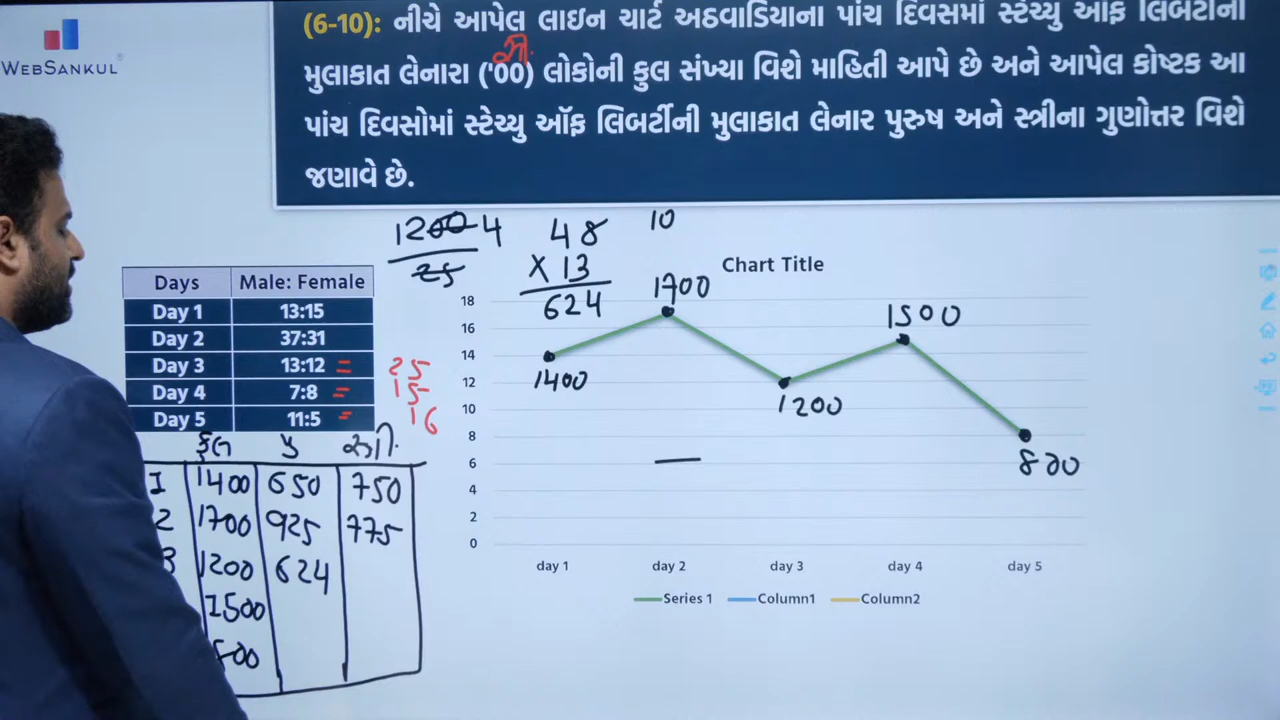 (6-10): નીચે આપેલ લાઇન ચાર્ટ અઠવાડિયાના પાંચ દિવસમાં સ્ટેચ્યુ ઑફ લિબર્ટીની
સો.
મુલાકાત લેનારા ('00) લોકોની કુલ સંખ્યા વિશે માહિતી આપે છે અને આપેલ કોષ્ટક આ
પાંચ દિવસોમાં સ્ટેચ્યુ ઑફ લિબર્ટીની મુલાકાત લેનાર પુરુષ અને સ્ત્રીના ગુણોત્તર વિશે
જણાવે છે.
WEBSANKUL®
1200 4
25
48
X 13
624
10
Chart Title
Days Male: Female
Day 1 13:15
Day 2 37:31
Day 3 13:12 = 25
Day 4 7:8 = 15
Day 5 11:5 = 16
કુલ પુ સ્ત્રી.
1 1400 650 750
2 1700 925 775
3 1200 624
1500
800
18
16
14
12
10
8
6
4
2
0
1400
1700
1200
1500
800
day 1 day 2 day 3 day 4 day 5
Series 1 Column1 Column2